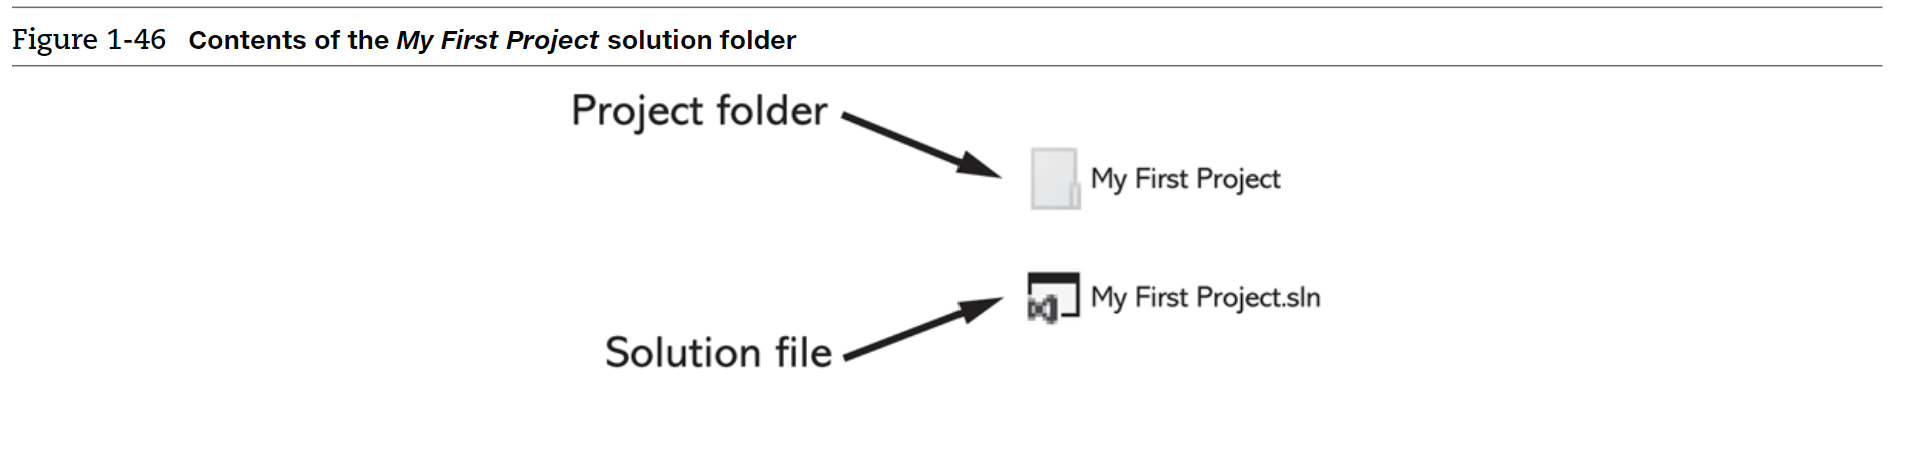 Figure 1-46 Contents of the My First Project solution folder
Project folder
My First Project
My First Project.sln
Solution file